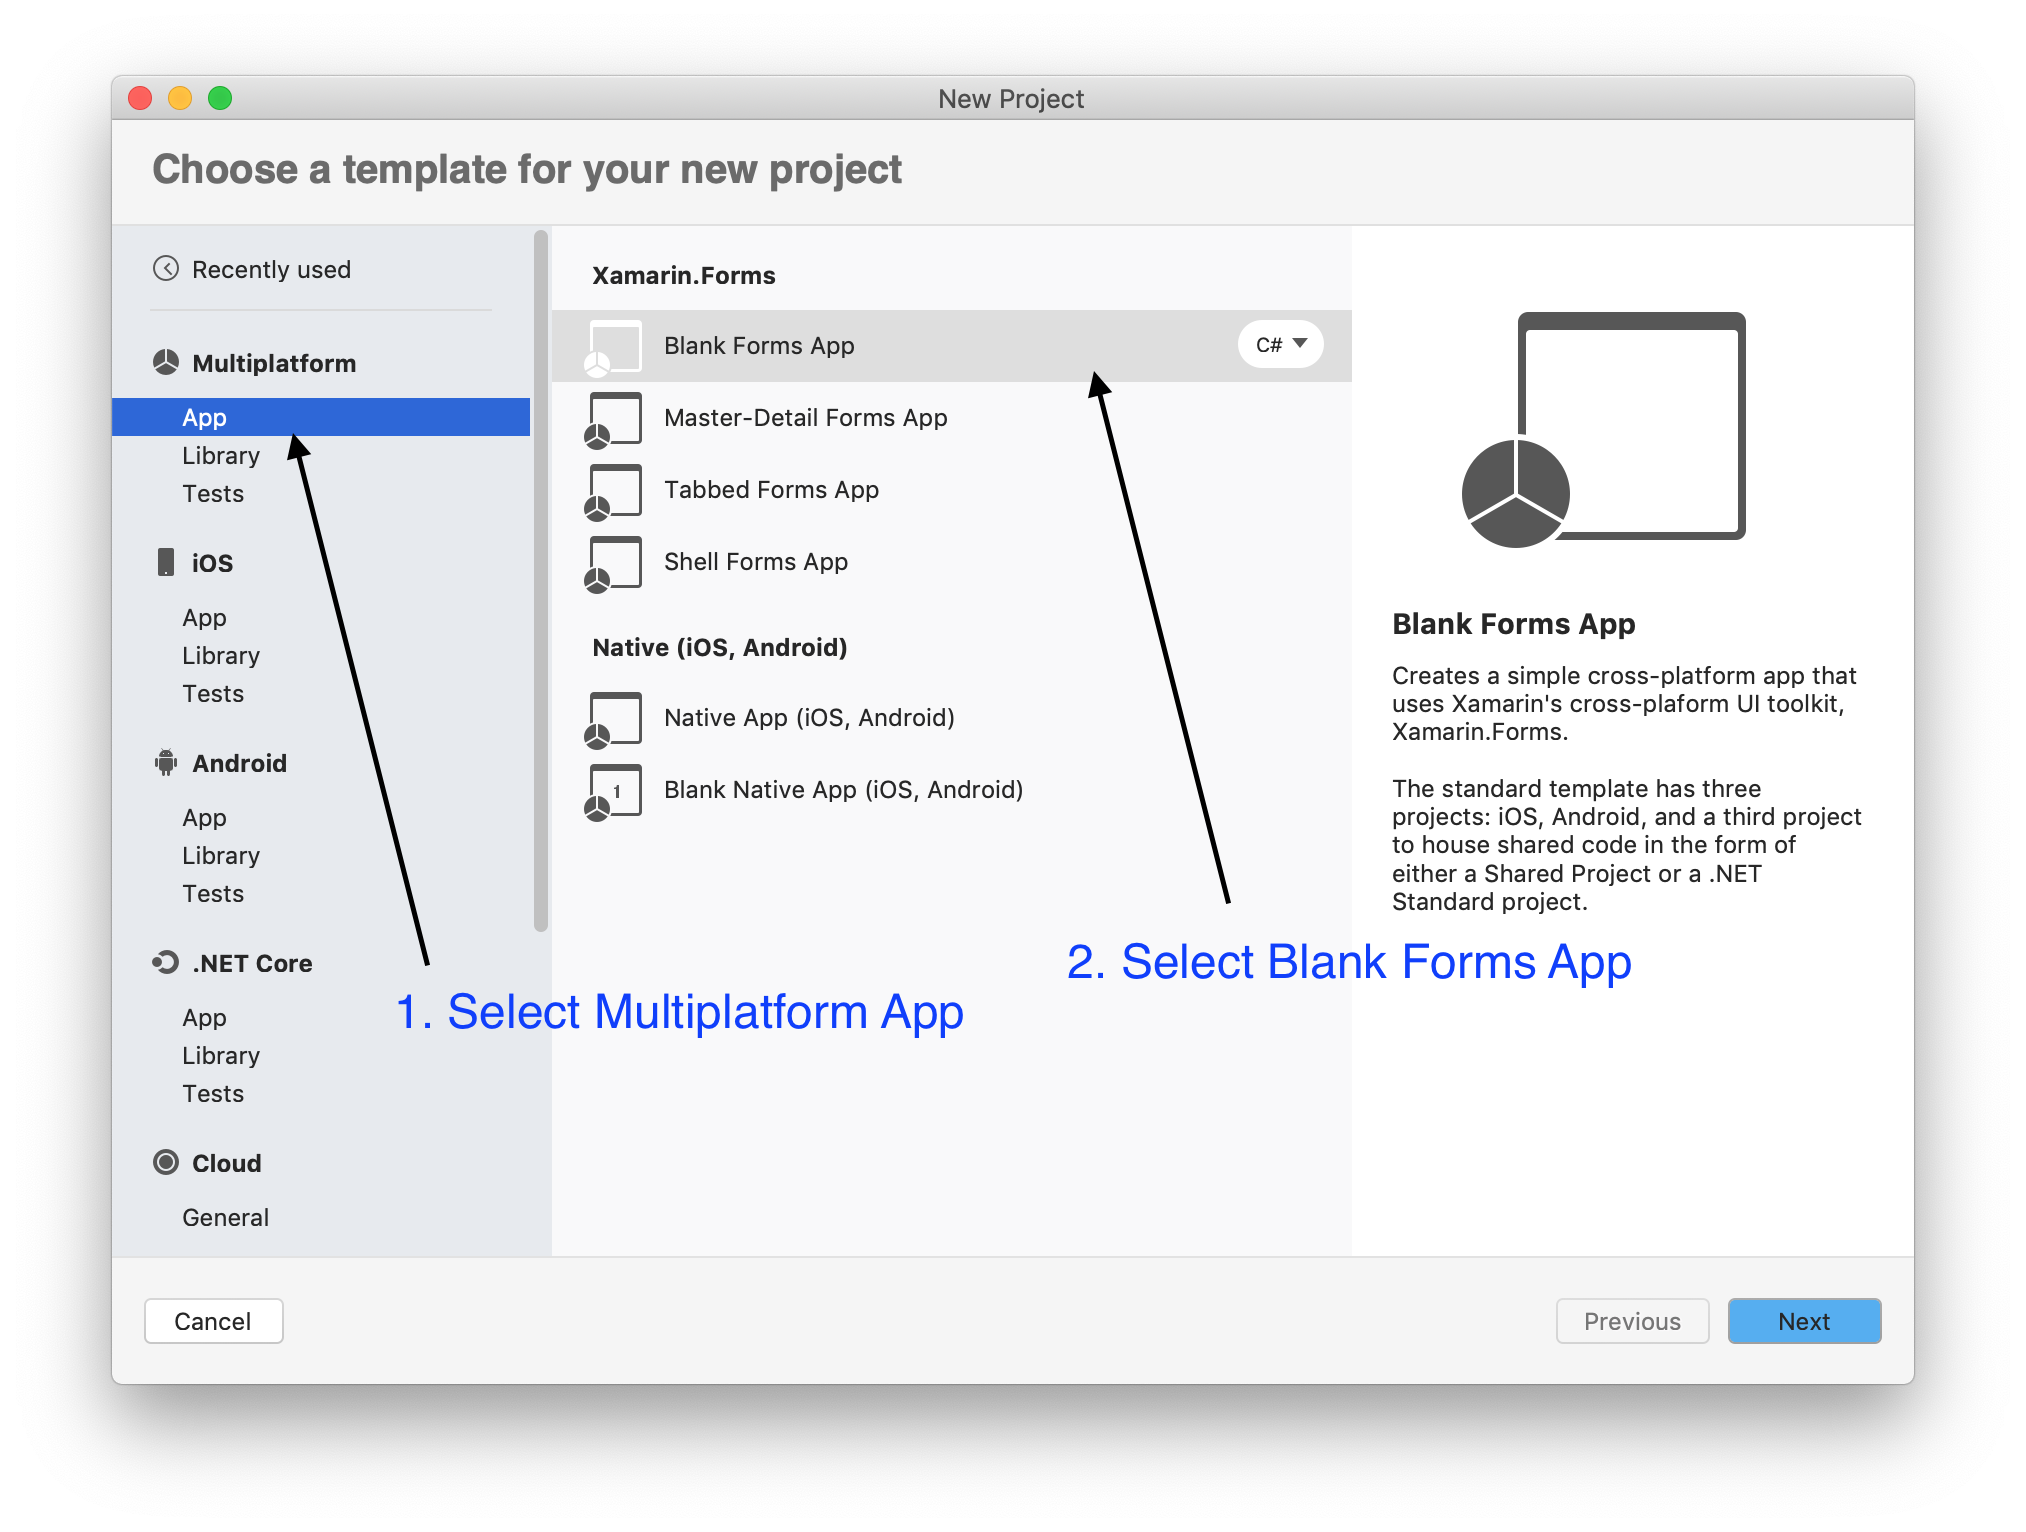 New Project
Choose a template for your new project
Recently used
Multiplatform
App
Library
Tests
iOS
App
Library
Tests
Android
App
Library
Tests
.NET Core
App
Library
Tests
Cloud
General
Xamarin.Forms
Blank Forms App
C#
Master-Detail Forms App
Tabbed Forms App
Shell Forms App
Native (iOS, Android)
Native App (iOS, Android)
1
Blank Native App (iOS, Android)
Blank Forms App
Creates a simple cross-platform app that
uses Xamarin's cross-plaform UI toolkit,
Xamarin.Forms.
The standard template has three
projects: iOS, Android, and a third project
to house shared code in the form of
either a Shared Project or a .NET
Standard project.
1. Select Multiplatform App
2. Select Blank Forms App
Cancel
Previous
Next